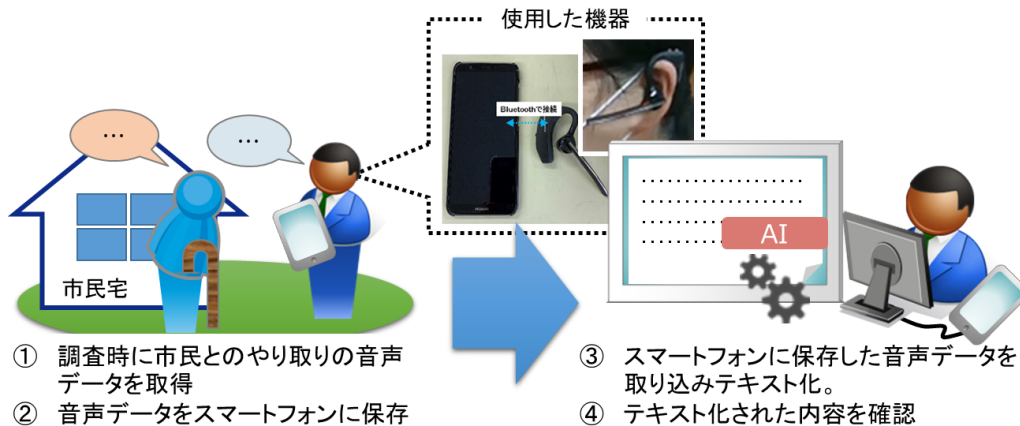 使用した機器
Bluetoothで接続
…
…
市民宅
AI
① 調査時に市民とのやり取りの音声
データを取得
② 音声データをスマートフォンに保存
③ スマートフォンに保存した音声データを
取り込みテキスト化。
④ テキスト化された内容を確認